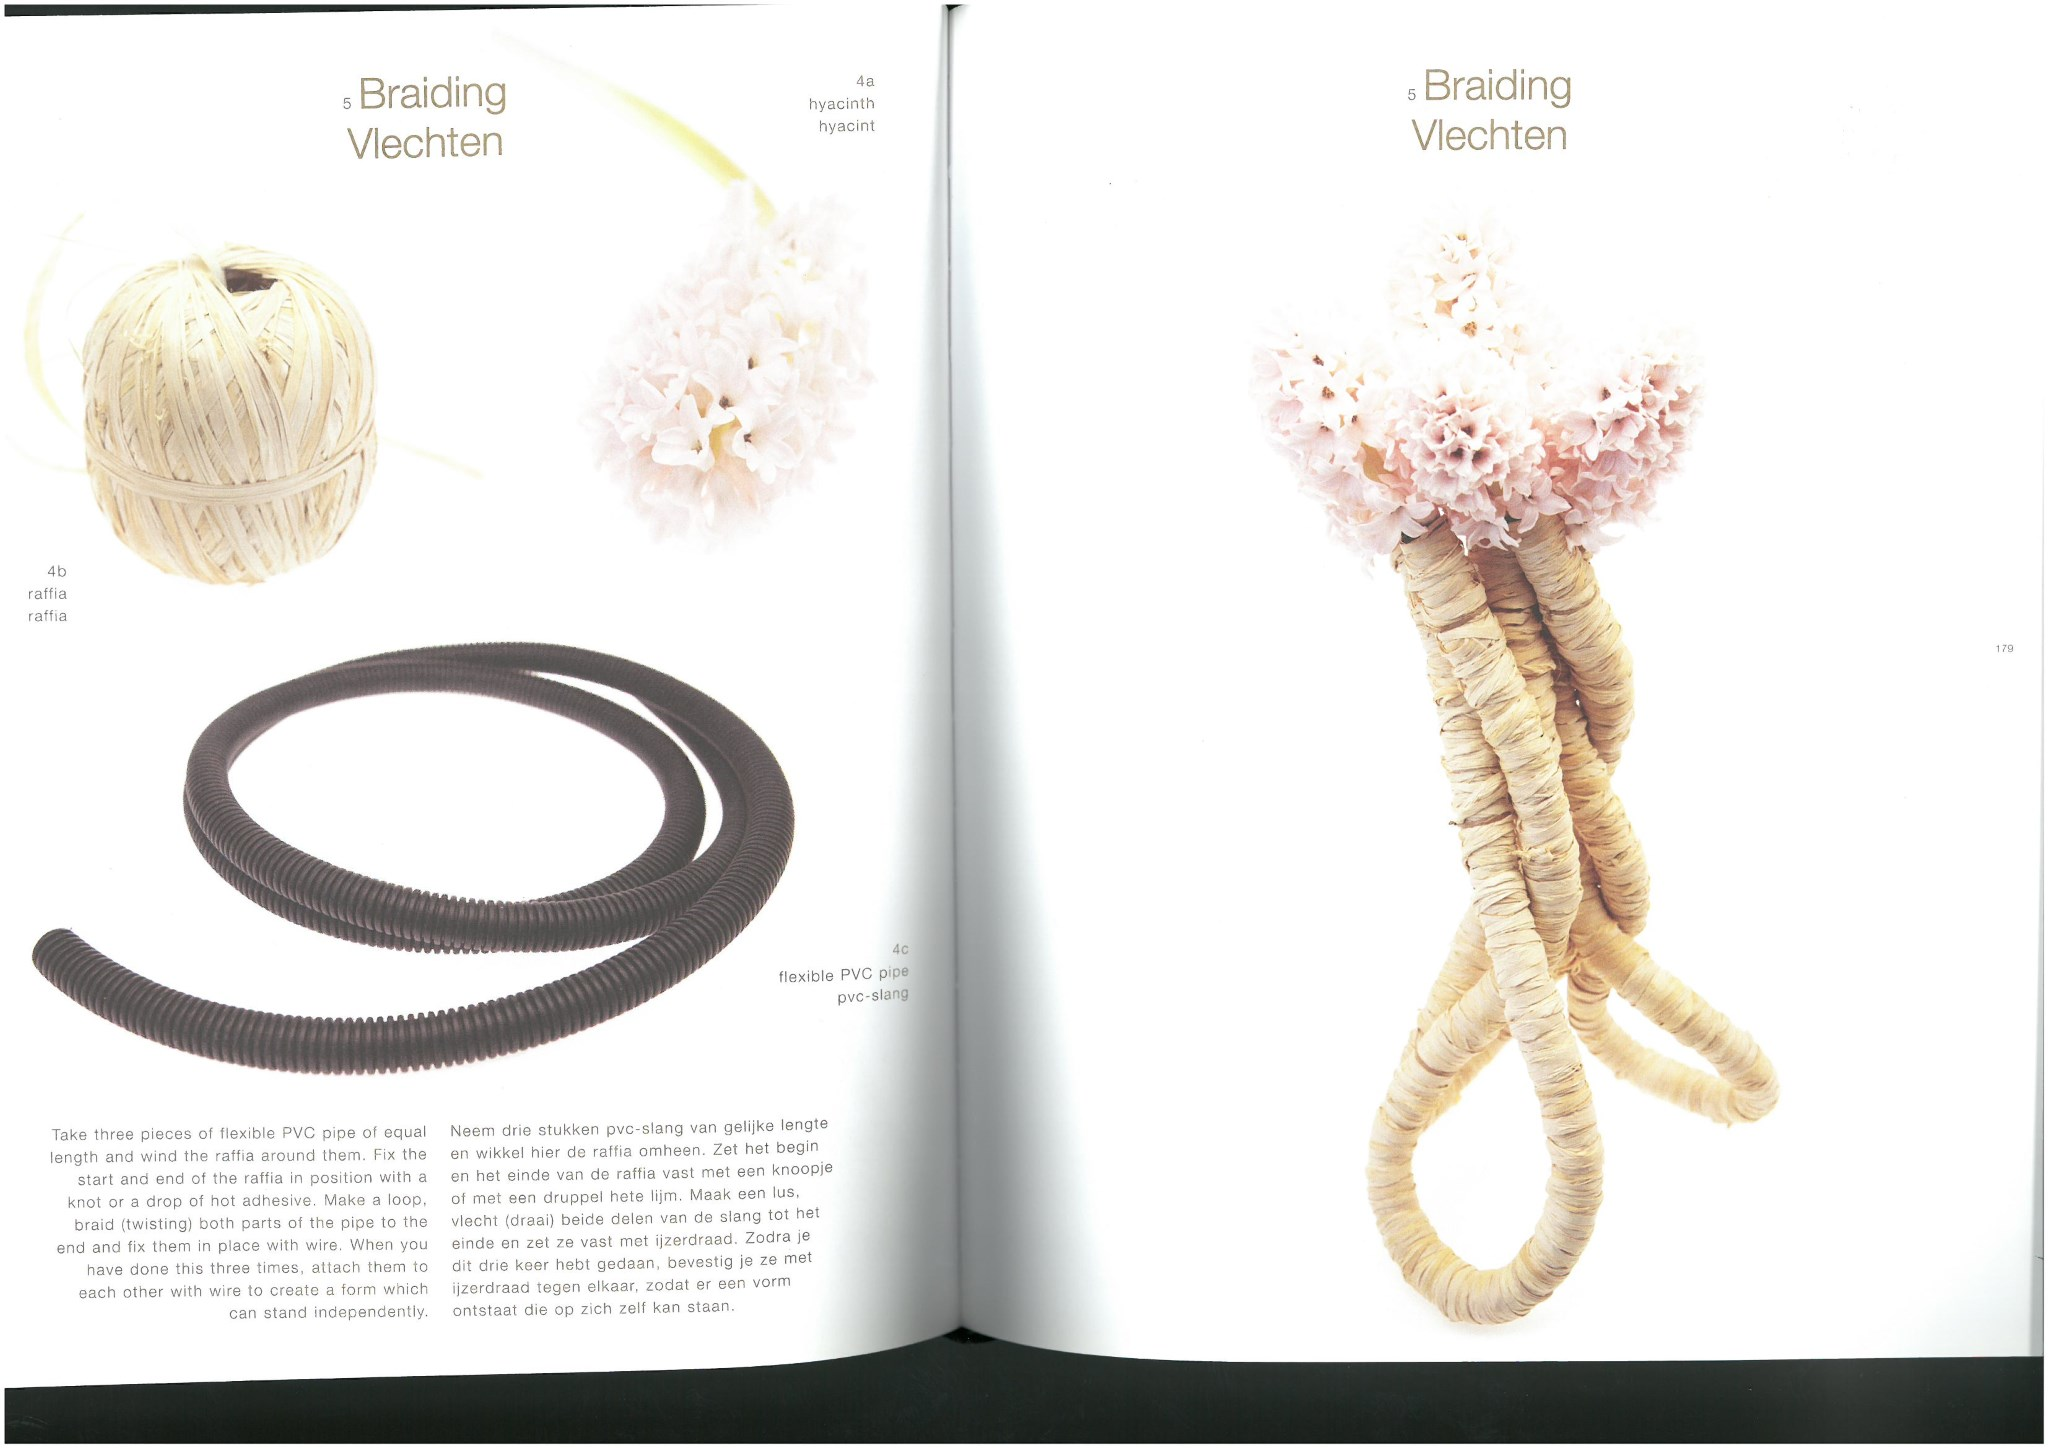 5 Braiding
Vlechten
4a
hyacinth
hyacint
4b
raffia
raffia
4c
flexible PVC pipe
pvc-slang
Take three pieces of flexible PVC pipe of equal
length and wind the raffia around them. Fix the
start and end of the raffia in position with a
knot or a drop of hot adhesive. Make a loop,
braid (twisting) both parts of the pipe to the
end and fix them in place with wire. When you
have done this three times, attach them to
each other with wire to create a form which
can stand independently.
Neem drie stukken pvc-slang van gelijke lengte
en wikkel hier de raffia omheen. Zet het begin
en het einde van de raffia vast met een knoopje
of met een druppel hete lijm. Maak een lus,
vlecht (draai) beide delen van de slang tot het
einde en zet ze vast met ijzerdraad. Zodra je
dit drie keer hebt gedaan, bevestig je ze met
ijzerdraad tegen elkaar, zodat er een vorm
ontstaat die op zich zelf kan staan.
5 Braiding
Vlechten
179